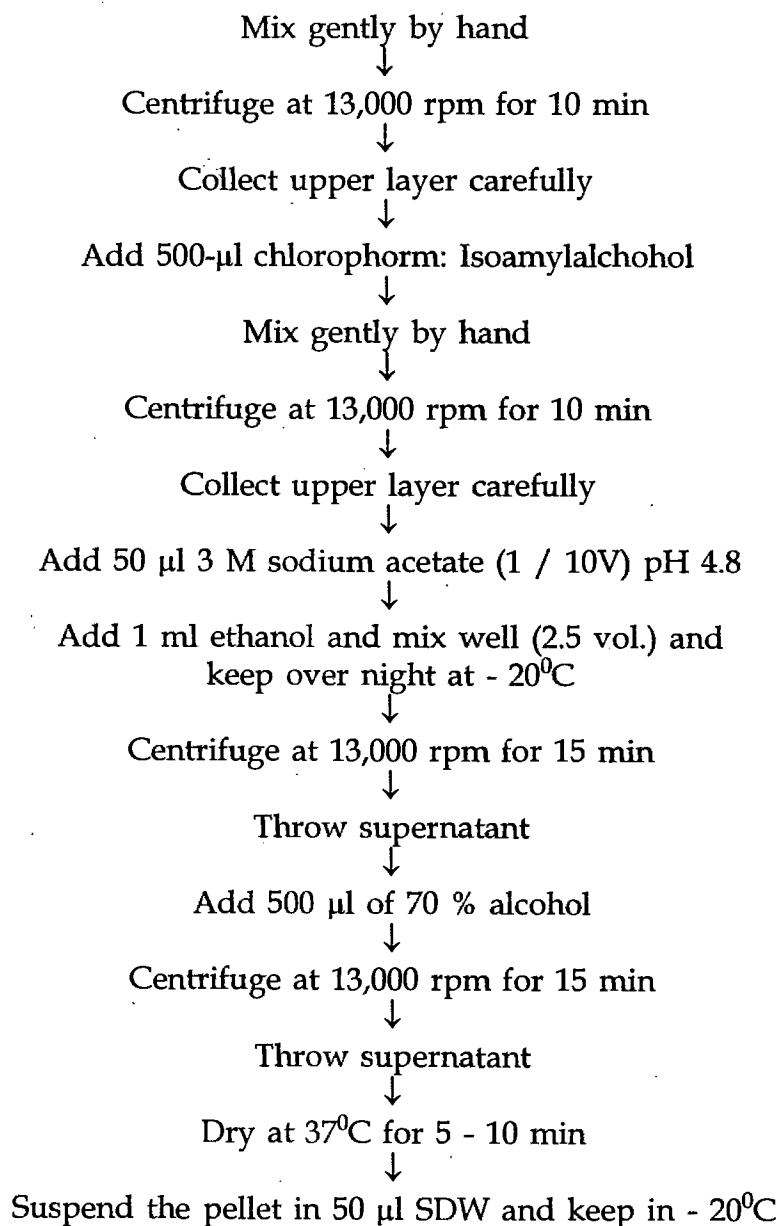 Mix gently by hand
↓
Centrifuge at 13,000 rpm for 10 min
↓
Collect upper layer carefully
↓
Add 500-µl chlorophorm: Isoamylalchohol
↓
Mix gently by hand
↓
Centrifuge at 13,000 rpm for 10 min
↓
Collect upper layer carefully
↓
Add 50 µl 3 M sodium acetate (1 / 10V) pH 4.8
↓
Add 1 ml ethanol and mix well (2.5 vol.) and
keep over night at - 20⁰C
↓
Centrifuge at 13,000 rpm for 15 min
↓
Throw supernatant
↓
Add 500 µl of 70 % alcohol
↓
Centrifuge at 13,000 rpm for 15 min
↓
Throw supernatant
↓
Dry at 37⁰C for 5 - 10 min
↓
Suspend the pellet in 50 µl SDW and keep in - 20⁰C